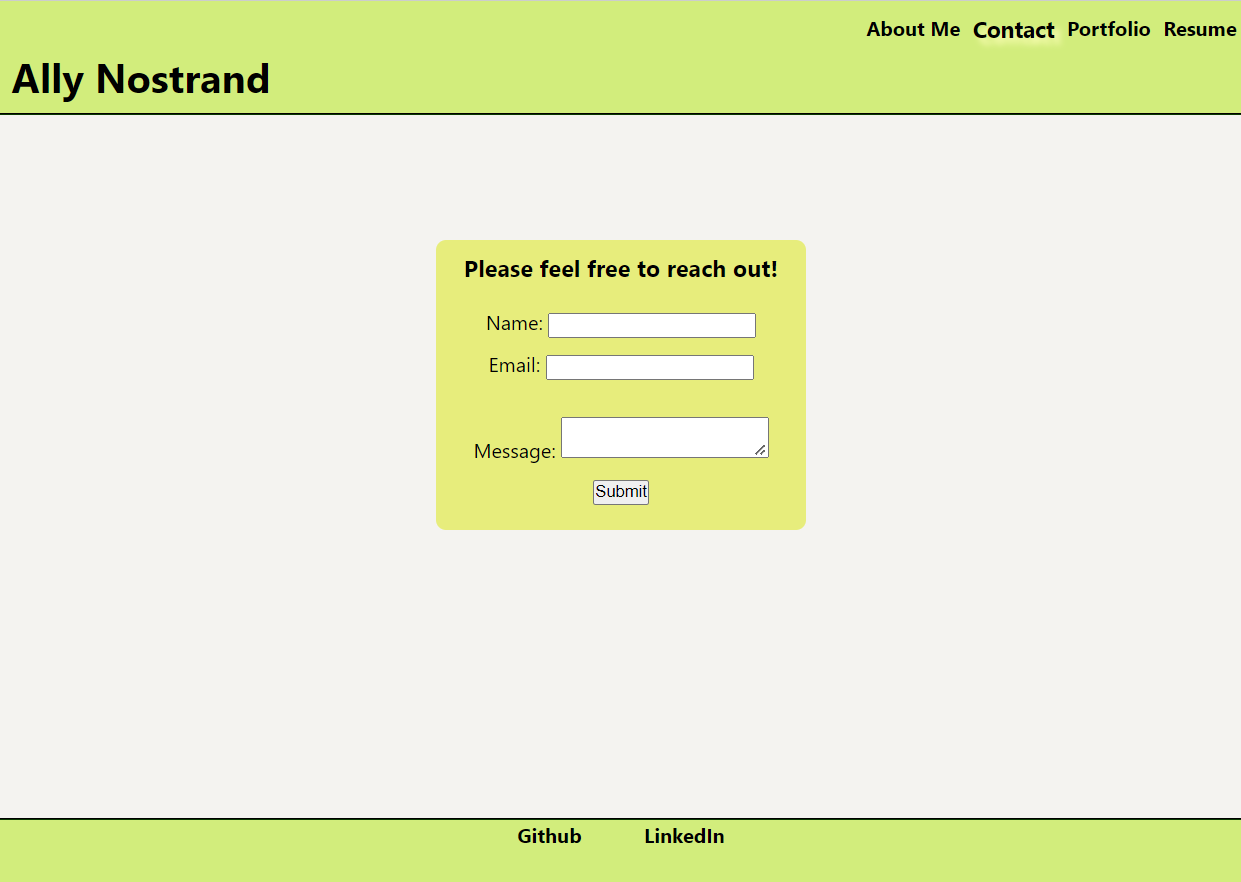 About Me Contact Portfolio Resume
Ally Nostrand
Please feel free to reach out!
Name:
Email:
Message:
Submit
Github LinkedIn